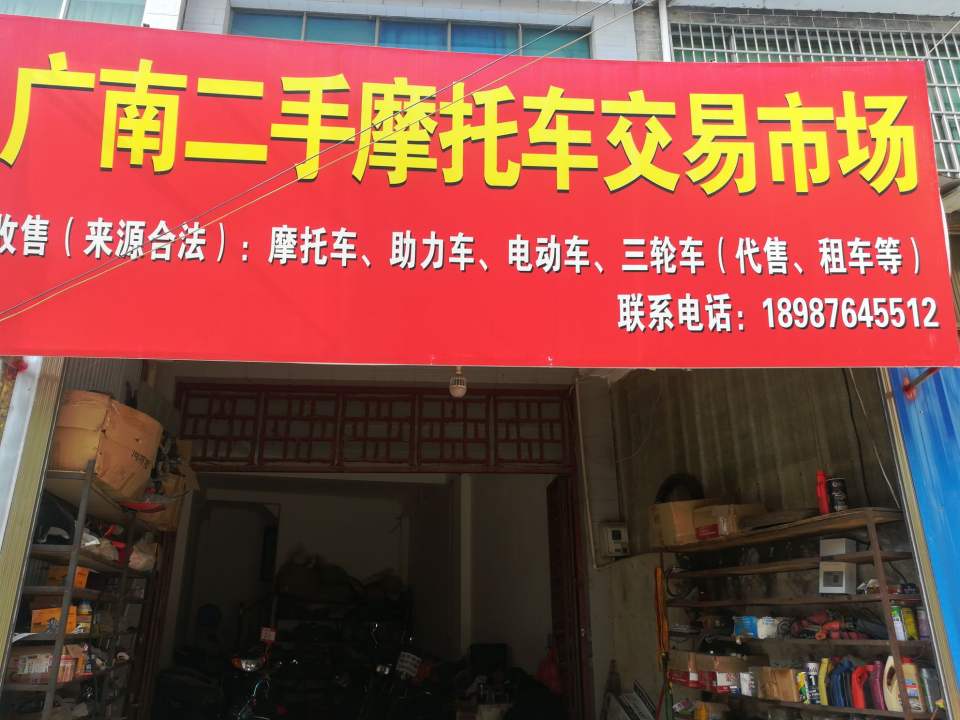 广南二手摩托车交易市场
收售（来源合法）：摩托车、助力车、电动车、三轮车（代售、租车等）
联系电话：18987645512